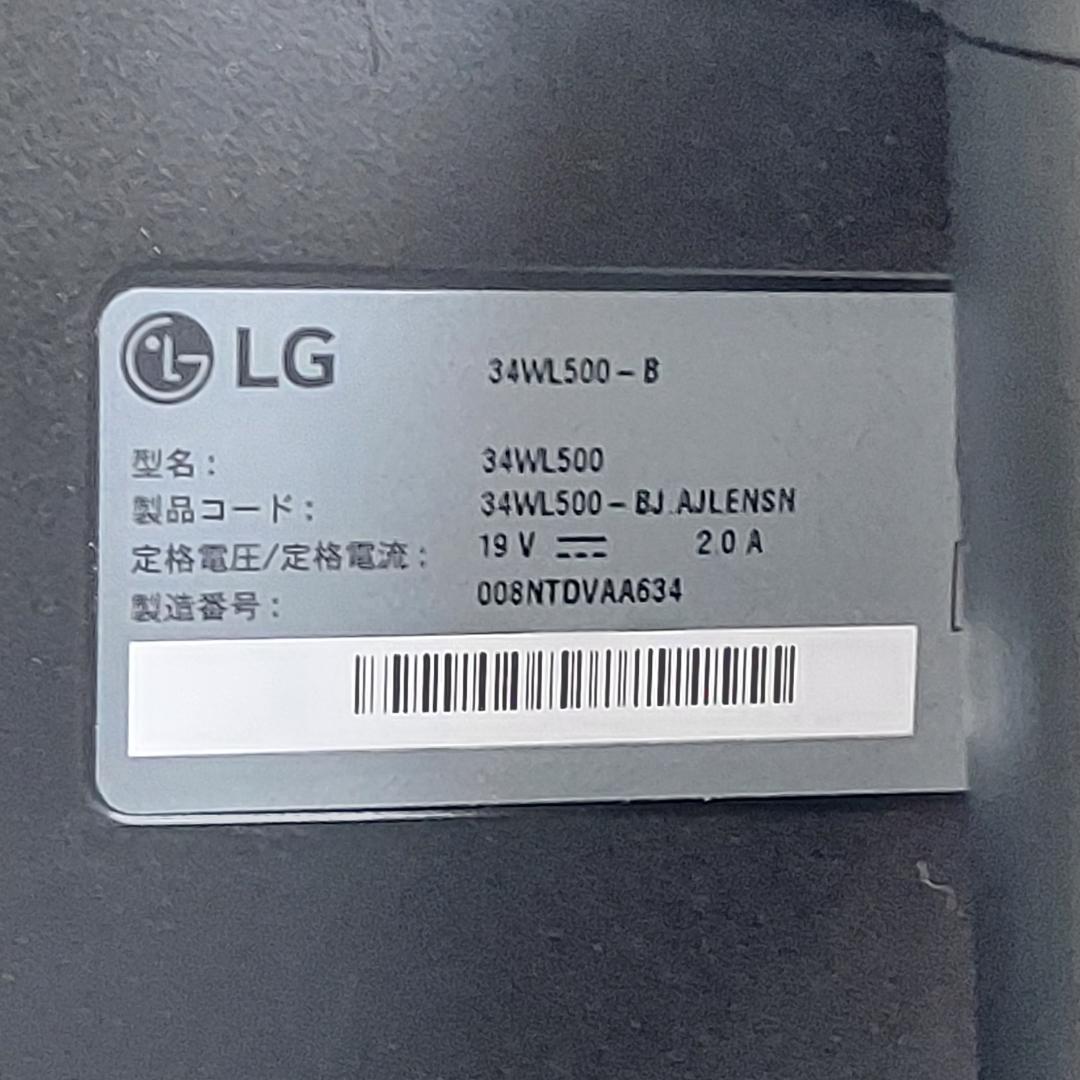 LG 34WL500-B
型名: 34WL500
製品コード: 34WL500-BJ.AJLENSN
定格電圧/定格電流: 19 V ⎓ 2.0 A
製造番号: 008NTDVAA634